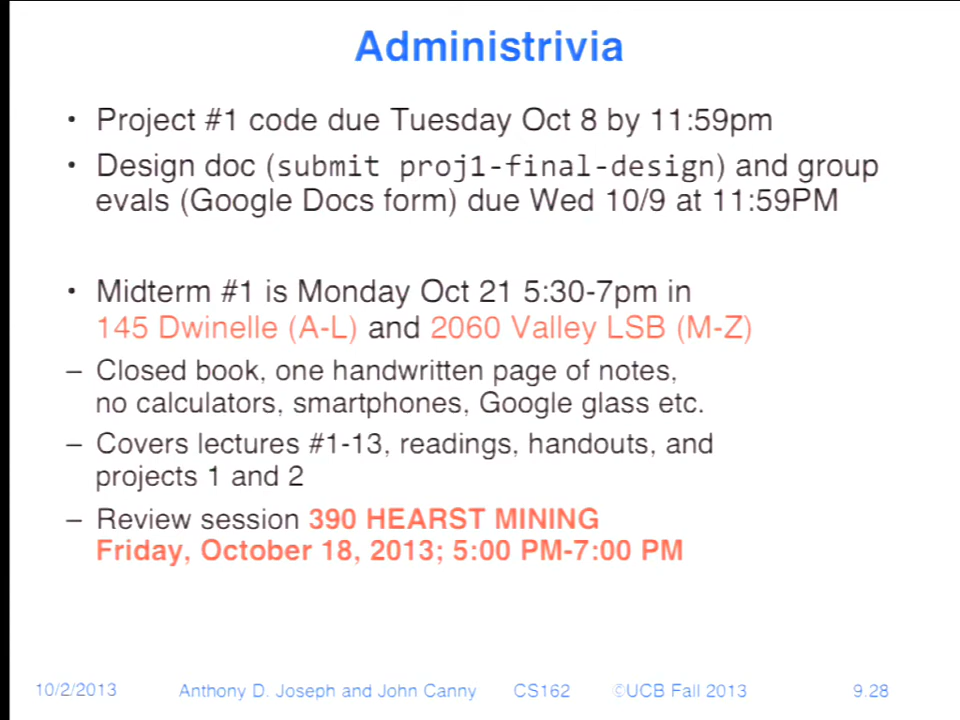 Administrivia
• Project #1 code due Tuesday Oct 8 by 11:59pm
• Design doc (submit proj1-final-design) and group
evals (Google Docs form) due Wed 10/9 at 11:59PM
• Midterm #1 is Monday Oct 21 5:30-7pm in
145 Dwinelle (A-L) and 2060 Valley LSB (M-Z)
– Closed book, one handwritten page of notes,
no calculators, smartphones, Google glass etc.
– Covers lectures #1-13, readings, handouts, and
projects 1 and 2
– Review session 390 HEARST MINING
Friday, October 18, 2013; 5:00 PM-7:00 PM
10/2/2013 Anthony D. Joseph and John Canny CS162 ©UCB Fall 2013 9.28